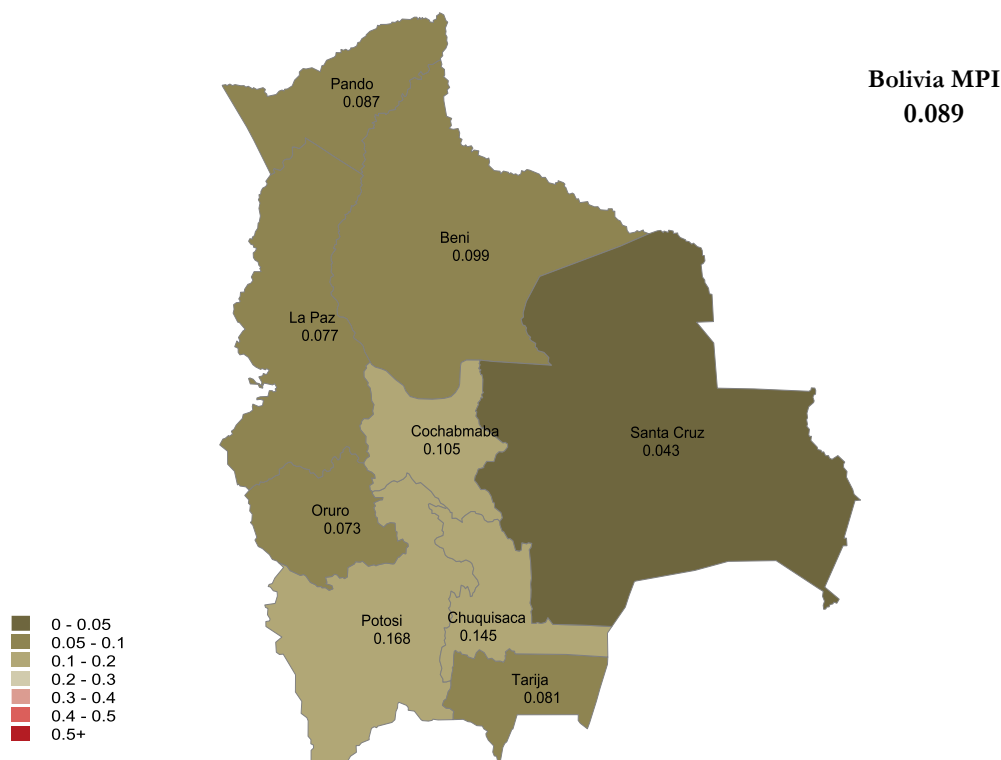 Bolivia MPI
0.089
Pando
0.087
Beni
0.099
La Paz
0.077
Cochabmaba
0.105
Santa Cruz
0.043
Oruro
0.073
Potosi
0.168
Chuquisaca
0.145
Tarija
0.081
0 - 0.05
0.05 - 0.1
0.1 - 0.2
0.2 - 0.3
0.3 - 0.4
0.4 - 0.5
0.5+